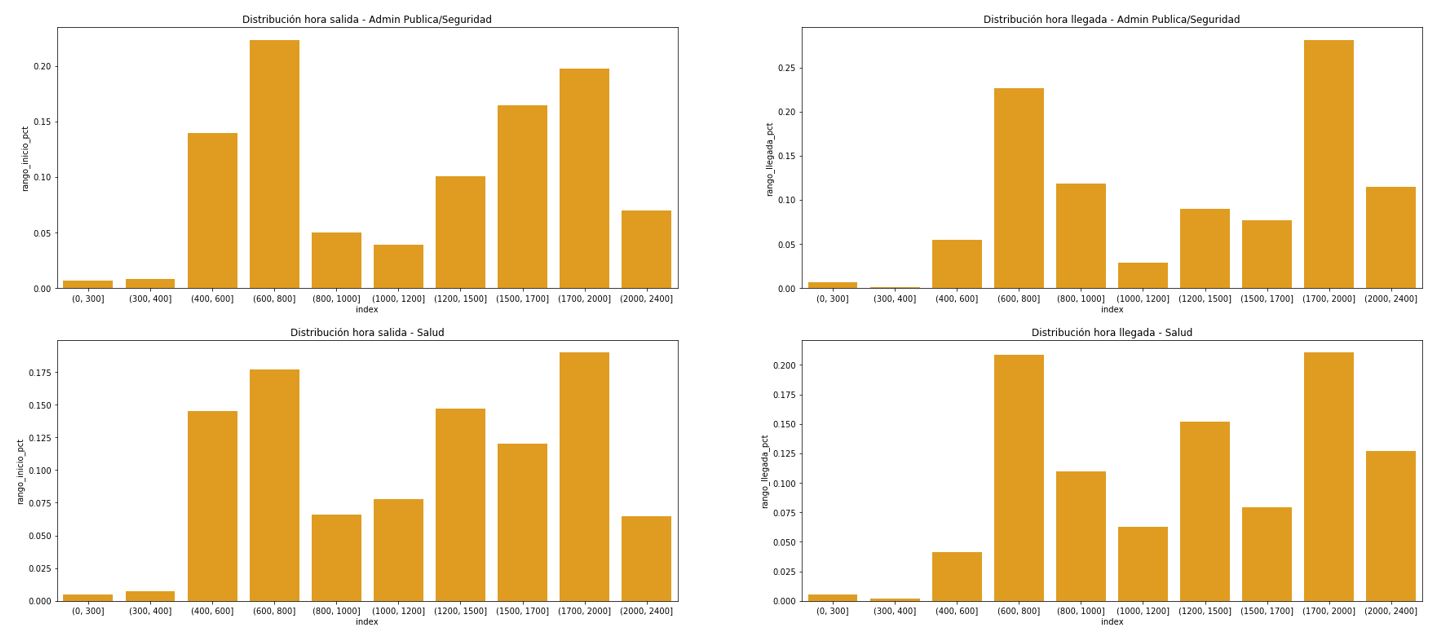 Distribución hora salida - Admin Publica/Seguridad
rango_inicio_pct
0.20
0.15
0.10
0.05
0.00
(0, 300] (300, 400] (400, 600] (600, 800] (800, 1000] (1000, 1200] (1200, 1500] (1500, 1700] (1700, 2000] (2000, 2400]
index
Distribución hora llegada - Admin Publica/Seguridad
rango_llegada_pct
0.25
0.20
0.15
0.10
0.05
0.00
(0, 300] (300, 400] (400, 600] (600, 800] (800, 1000] (1000, 1200] (1200, 1500] (1500, 1700] (1700, 2000] (2000, 2400]
index
Distribución hora salida - Salud
rango_inicio_pct
0.175
0.150
0.125
0.100
0.075
0.050
0.025
0.000
(0, 300] (300, 400] (400, 600] (600, 800] (800, 1000] (1000, 1200] (1200, 1500] (1500, 1700] (1700, 2000] (2000, 2400]
index
Distribución hora llegada - Salud
rango_llegada_pct
0.200
0.175
0.150
0.125
0.100
0.075
0.050
0.025
0.000
(0, 300] (300, 400] (400, 600] (600, 800] (800, 1000] (1000, 1200] (1200, 1500] (1500, 1700] (1700, 2000] (2000, 2400]
index